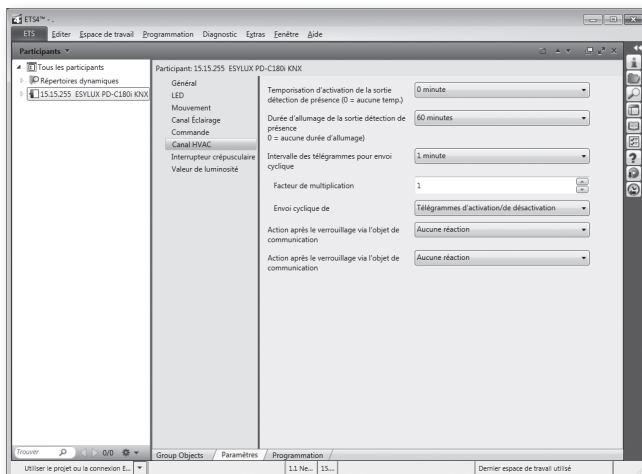 ETS4™ - .
ETS Editer Espace de travail Programmation Diagnostic Extras Fenêtre Aide
Participants
Tous les participants
Répertoires dynamiques
15.15.255 ESYLUX PD-C180i KNX
Participant: 15.15.255 ESYLUX PD-C180i KNX
Général
LED
Mouvement
Canal Éclairage
Commande
Canal HVAC
Interrupteur crépusculaire
Valeur de luminosité
Temporisation d'activation de la sortie
détection de présence (0 = aucune temp.)
0 minute
Durée d'allumage de la sortie détection de
présence
0 = aucune durée d'allumage)
60 minutes
Intervalle des télégrammes pour envoi
cyclique
1 minute
Facteur de multiplication
1
Envoi cyclique de
Télégrammes d'activation/de désactivation
Action après le verrouillage via l'objet de
communication
Aucune réaction
Action après le verrouillage via l'objet de
communication
Aucune réaction
Trouver 0/0
Group Objects Paramètres Programmation
Utiliser le projet ou la connexion E... 1.1 Ne... 15.... Dernier espace de travail utilisé